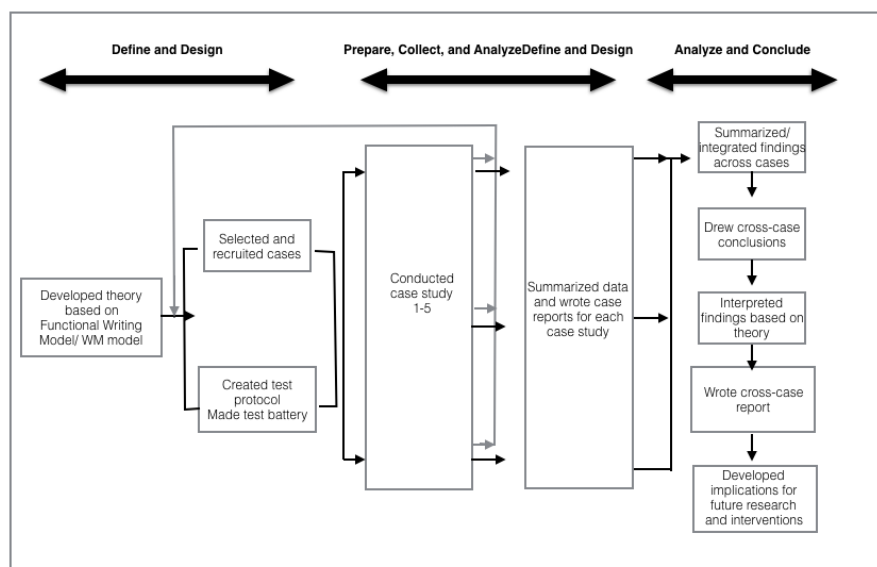 Define and Design
Prepare, Collect, and AnalyzeDefine and Design
Analyze and Conclude
Developed theory
based on
Functional Writing
Model/ WM model
Selected and
recruited cases
Created test
protocol
Made test battery
Conducted
case study
1-5
Summarized data
and wrote case
reports for each
case study
Summarized/
integrated findings
across cases
Drew cross-case
conclusions
Interpreted
findings based on
theory
Wrote cross-case
report
Developed
implications for
future research
and interventions